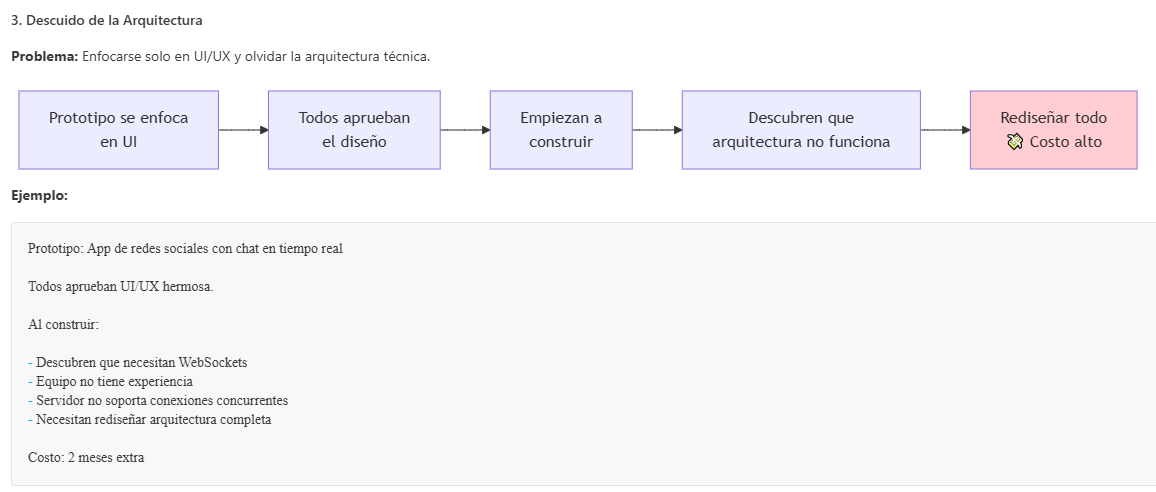 3. Descuido de la Arquitectura
Problema: Enfocarse solo en UI/UX y olvidar la arquitectura técnica.
Prototipo se enfoca
en UI
Todos aprueban
el diseño
Empiezan a
construir
Descubren que
arquitectura no funciona
Rediseñar todo
💸 Costo alto
Ejemplo:
Prototipo: App de redes sociales con chat en tiempo real
Todos aprueban UI/UX hermosa.
Al construir:
- Descubren que necesitan WebSockets
- Equipo no tiene experiencia
- Servidor no soporta conexiones concurrentes
- Necesitan rediseñar arquitectura completa
Costo: 2 meses extra